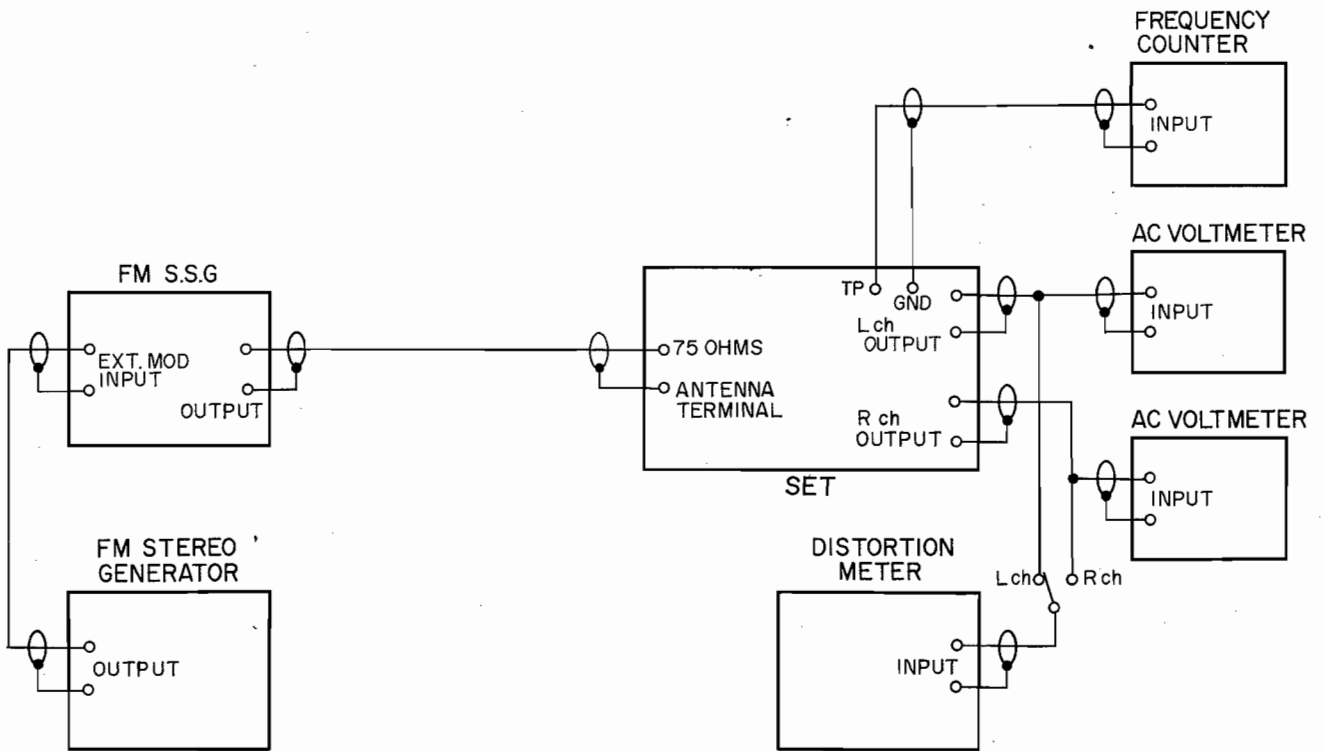 FREQUENCY
COUNTER
INPUT
AC VOLTMETER
INPUT
AC VOLTMETER
INPUT
FM S.S.G
EXT. MOD
INPUT
OUTPUT
TP
GND
L ch
OUTPUT
75 OHMS
ANTENNA
TERMINAL
R ch
OUTPUT
SET
FM STEREO
GENERATOR
OUTPUT
DISTORTION
METER
L ch
R ch
INPUT